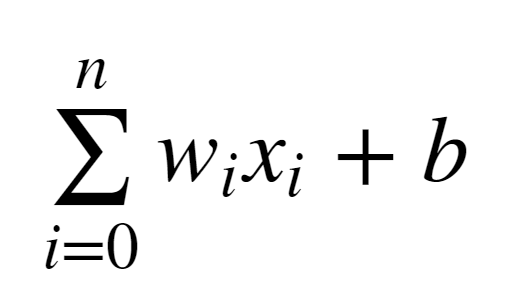 n
∑ wᵢxᵢ + b
i=0